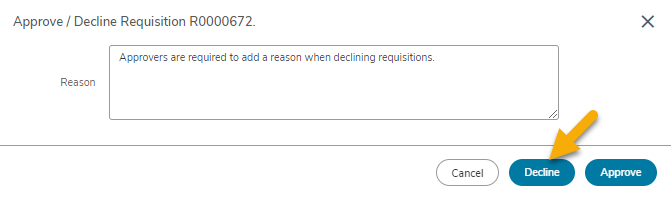 Approve / Decline Requisition R0000672.
Reason
Approvers are required to add a reason when declining requisitions.
Cancel
Decline
Approve